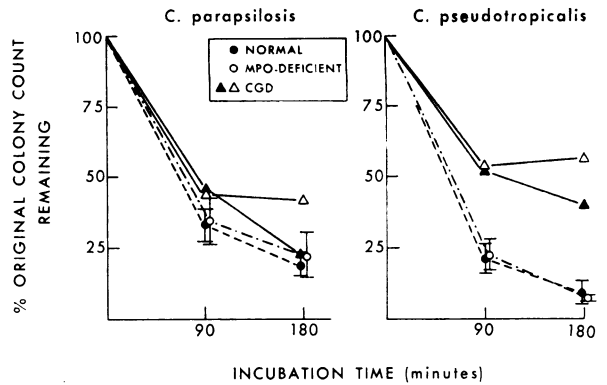 C. parapsilosis
C. pseudotropicalis
% ORIGINAL COLONY COUNT
REMAINING
100
75
50
25
NORMAL
MPO-DEFICIENT
CGD
90
180
100
75
50
25
90
180
INCUBATION TIME (minutes)